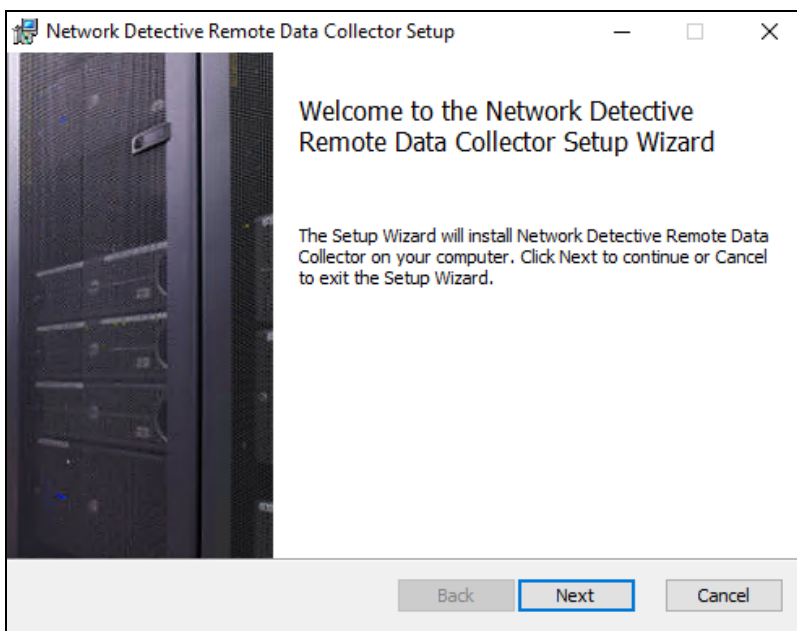 Network Detective Remote Data Collector Setup
Welcome to the Network Detective
Remote Data Collector Setup Wizard
The Setup Wizard will install Network Detective Remote Data
Collector on your computer. Click Next to continue or Cancel
to exit the Setup Wizard.
Back Next Cancel